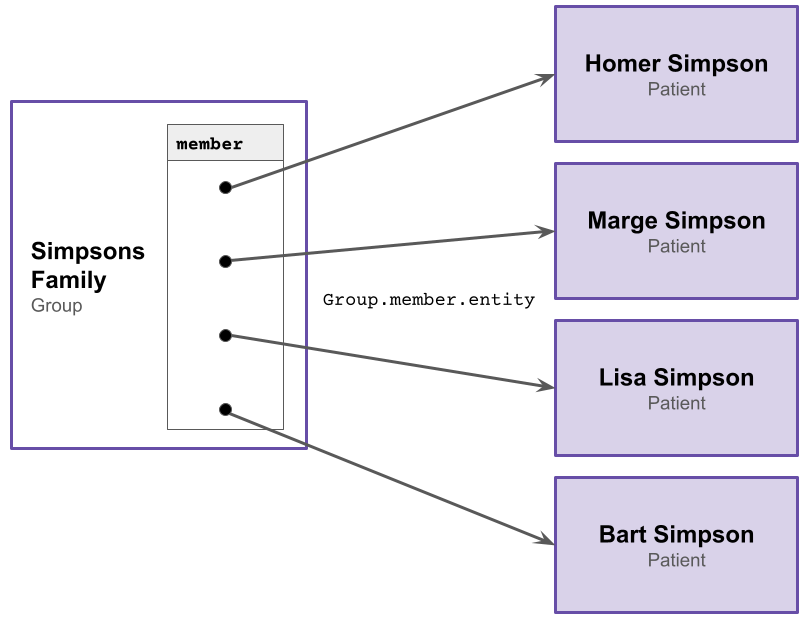 member
Simpsons
Family
Group
Group.member.entity
Homer Simpson
Patient
Marge Simpson
Patient
Lisa Simpson
Patient
Bart Simpson
Patient